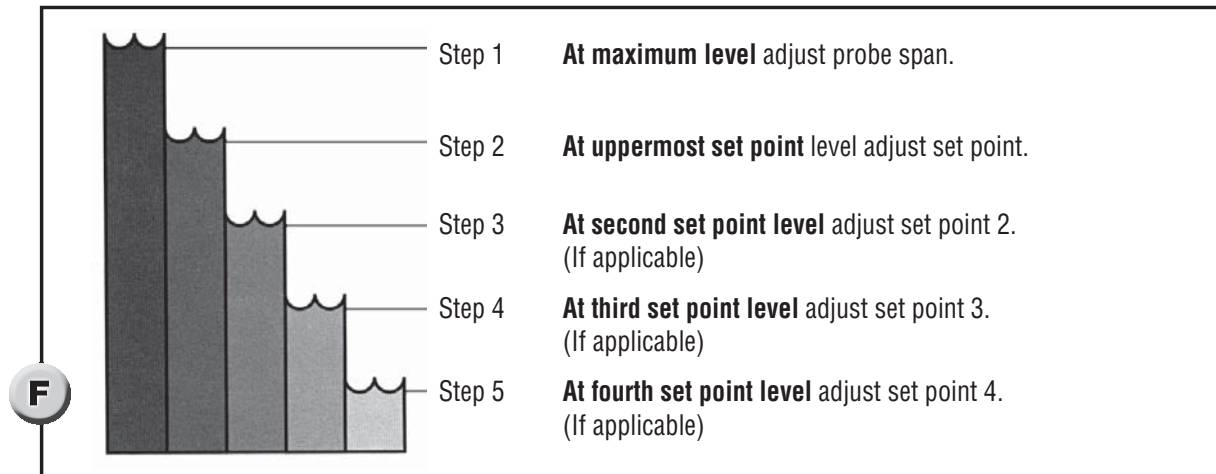 Step 1 At maximum level adjust probe span.
Step 2 At uppermost set point level adjust set point.
Step 3 At second set point level adjust set point 2.
(If applicable)
Step 4 At third set point level adjust set point 3.
(If applicable)
F
Step 5 At fourth set point level adjust set point 4.
(If applicable)